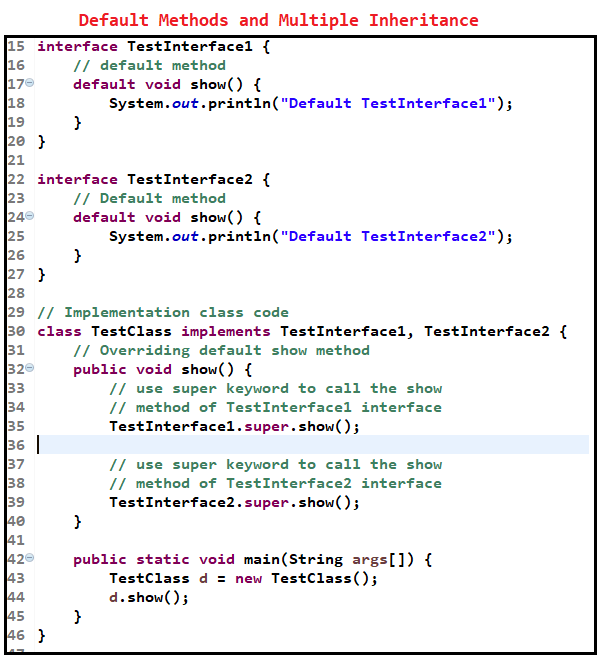 Default Methods and Multiple Inheritance
15 interface TestInterface1 {
16     // default method
17     default void show() {
18         System.out.println("Default TestInterface1");
19     }
20 }
21
22 interface TestInterface2 {
23     // Default method
24     default void show() {
25         System.out.println("Default TestInterface2");
26     }
27 }
28
29 // Implementation class code
30 class TestClass implements TestInterface1, TestInterface2 {
31     // Overriding default show method
32     public void show() {
33         // use super keyword to call the show
34         // method of TestInterface1 interface
35         TestInterface1.super.show();
36
37         // use super keyword to call the show
38         // method of TestInterface2 interface
39         TestInterface2.super.show();
40     }
41
42     public static void main(String args[]) {
43         TestClass d = new TestClass();
44         d.show();
45     }
46 }